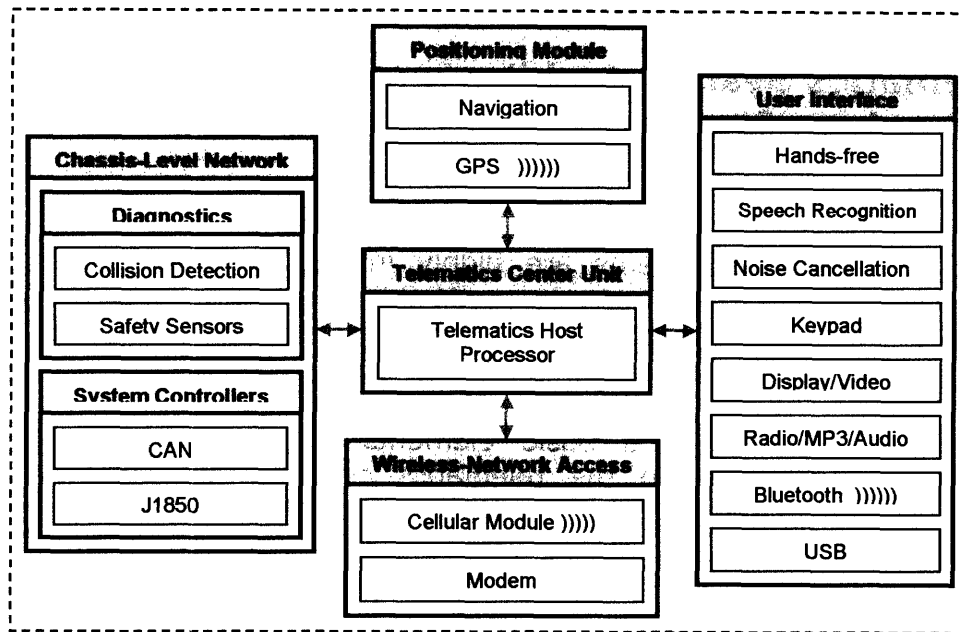 Positioning Module
Navigation
GPS ))))))
Chassis-Level Network
Diagnostics
Collision Detection
Safety Sensors
System Controllers
CAN
J1850
Telematics Center Unit
Telematics Host
Processor
Wireless-Network Access
Cellular Module )))))
Modem
User Interface
Hands-free
Speech Recognition
Noise Cancellation
Keypad
Display/Video
Radio/MP3/Audio
Bluetooth ))))))
USB